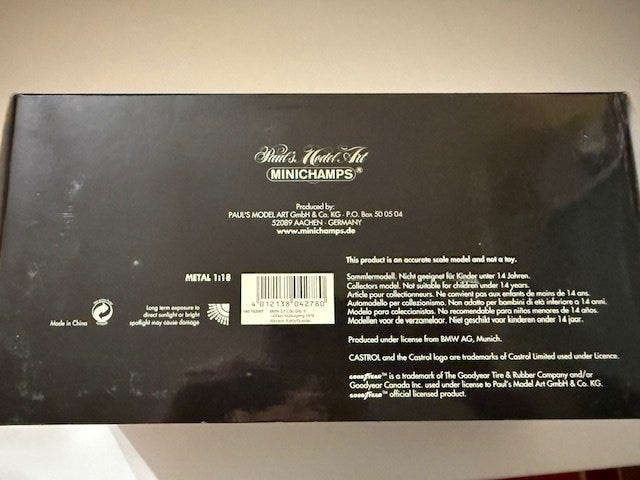 Paul's Model Art
MINICHAMPS®
Produced by:
PAUL'S MODEL ART GmbH & Co. KG · P.O. Box 50 05 04
52089 AACHEN · GERMANY
www.minichamps.de
This product is an accurate scale model and not a toy.
METAL 1:18
Sammlermodell. Nicht geeignet für Kinder unter 14 Jahren.
Collectors model. Not suitable for children under 14 years.
Article pour collectionneurs. Ne convient pas aux enfants de moins de 14 ans.
Automodello per collezionismo. Non adatto per bambini di età inferiore a 14 anni.
Modelo para coleccionistas. No recomendado para niños menores de 14 años.
Modellen voor de verzamelaar. Niet geschikt voor kinderen onder 14 jaar.
4 012138 042780
BMW 3.5 CSL Grp. 5
Made in China
Long term exposure to
direct sunlight or bright
spotlight may cause damage
Produced under license from BMW AG, Munich.
CASTROL and the Castrol logo are trademarks of Castrol Limited used under Licence.
GOODYEAR™ is a trademark of The Goodyear Tire & Rubber Company and/or
Goodyear Canada Inc. used under license to Paul's Model Art GmbH & Co. KG.
GOODYEAR™ official licensed product.